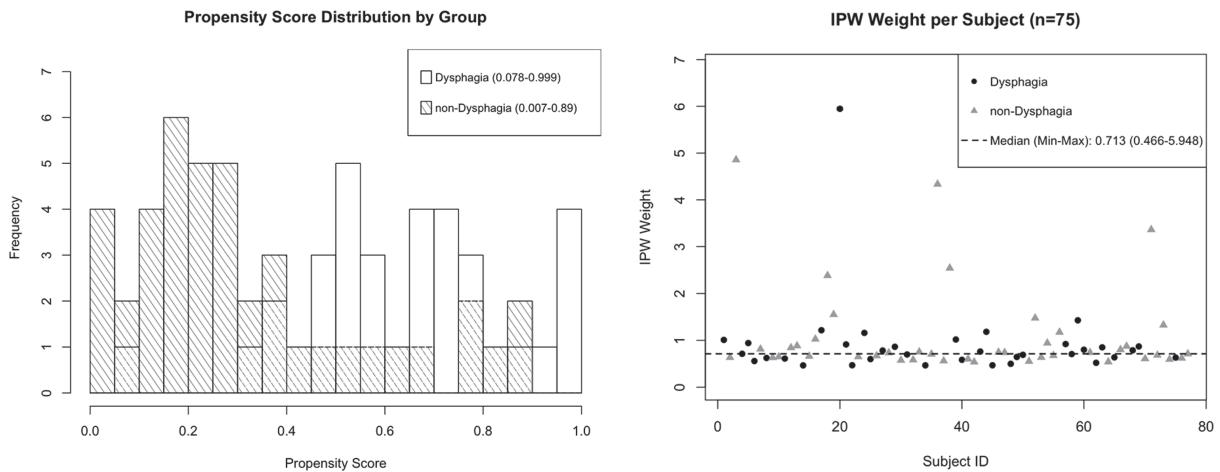 Propensity Score Distribution by Group
Dysphagia (0.078-0.999)
non-Dysphagia (0.007-0.89)
7
6
5
4
3
2
1
0
Frequency
0.0 0.2 0.4 0.6 0.8 1.0
Propensity Score
IPW Weight per Subject (n=75)
Dysphagia
non-Dysphagia
Median (Min-Max): 0.713 (0.466-5.948)
7
6
5
4
3
2
1
0
IPW Weight
0 20 40 60 80
Subject ID